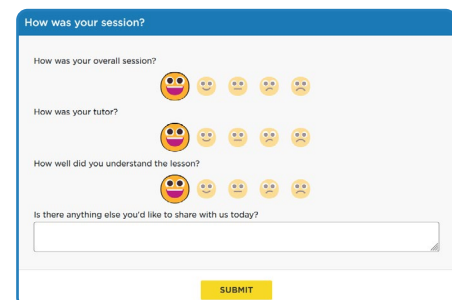 How was your session?
How was your overall session?
How was your tutor?
How well did you understand the lesson?
Is there anything else you'd like to share with us today?
SUBMIT